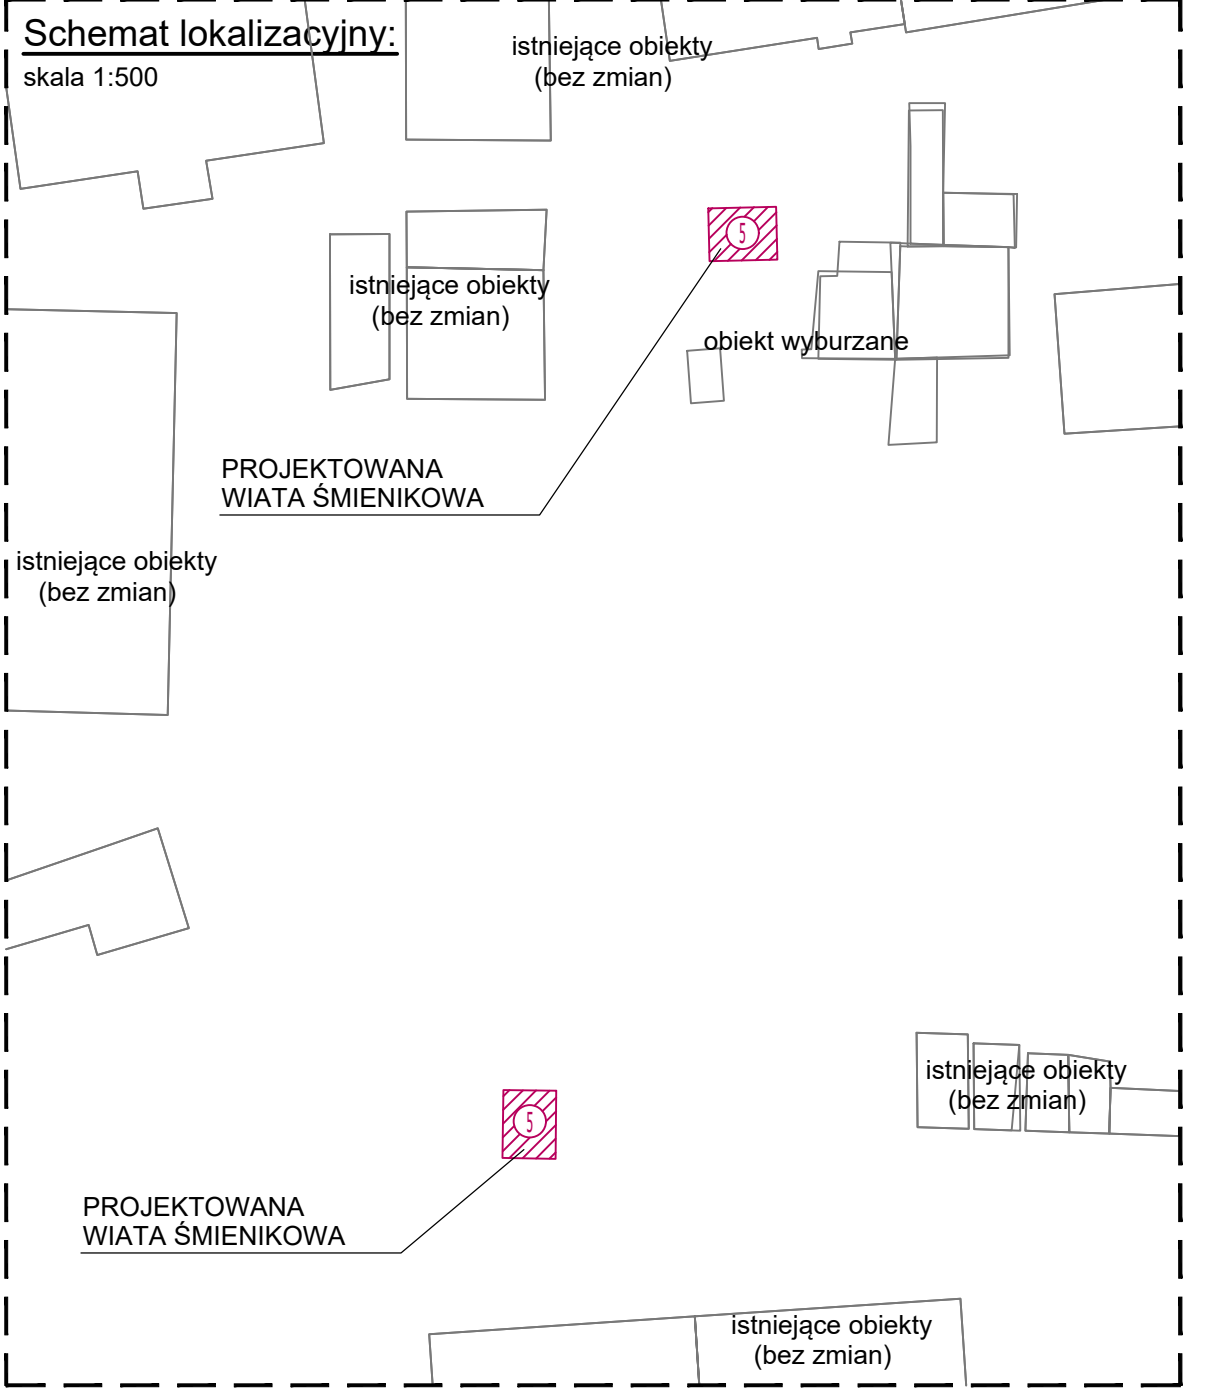 Schemat lokalizacyjny:
skala 1:500
istniejące obiekty
(bez zmian)
5
istniejące obiekty
(bez zmian)
obiekt wyburzane
PROJEKTOWANA
WIATA ŚMIENIKOWA
istniejące obiekty
(bez zmian)
istniejące obiekty
(bez zmian)
5
PROJEKTOWANA
WIATA ŚMIENIKOWA
istniejące obiekty
(bez zmian)